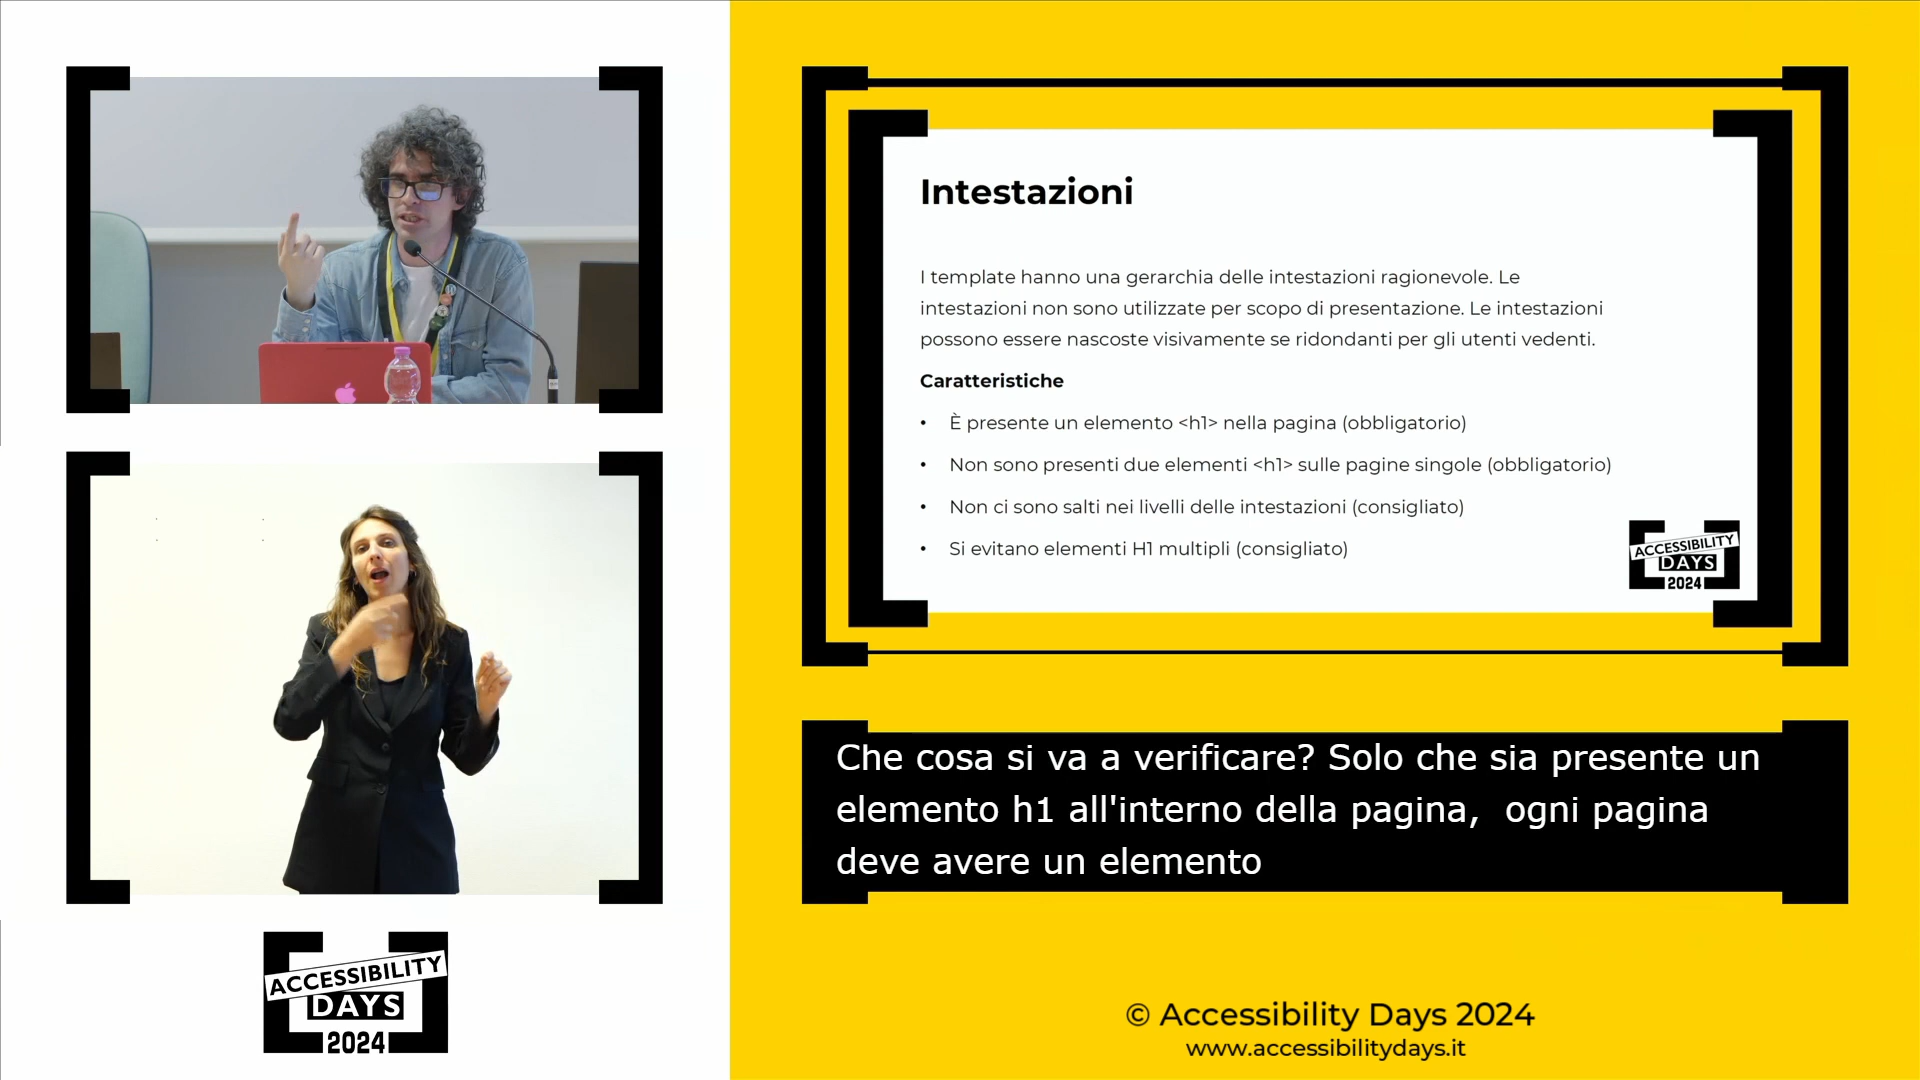 Intestazioni
I template hanno una gerarchia delle intestazioni ragionevole. Le
intestazioni non sono utilizzate per scopo di presentazione. Le intestazioni
possono essere nascoste visivamente se ridondanti per gli utenti vedenti.
Caratteristiche
• È presente un elemento <h1> nella pagina (obbligatorio)
• Non sono presenti due elementi <h1> sulle pagine singole (obbligatorio)
• Non ci sono salti nei livelli delle intestazioni (consigliato)
• Si evitano elementi H1 multipli (consigliato)
ACCESSIBILITY
DAYS
2024
Che cosa si va a verificare? Solo che sia presente un
elemento h1 all'interno della pagina,  ogni pagina
deve avere un elemento
ACCESSIBILITY
DAYS
2024
© Accessibility Days 2024
www.accessibilitydays.it